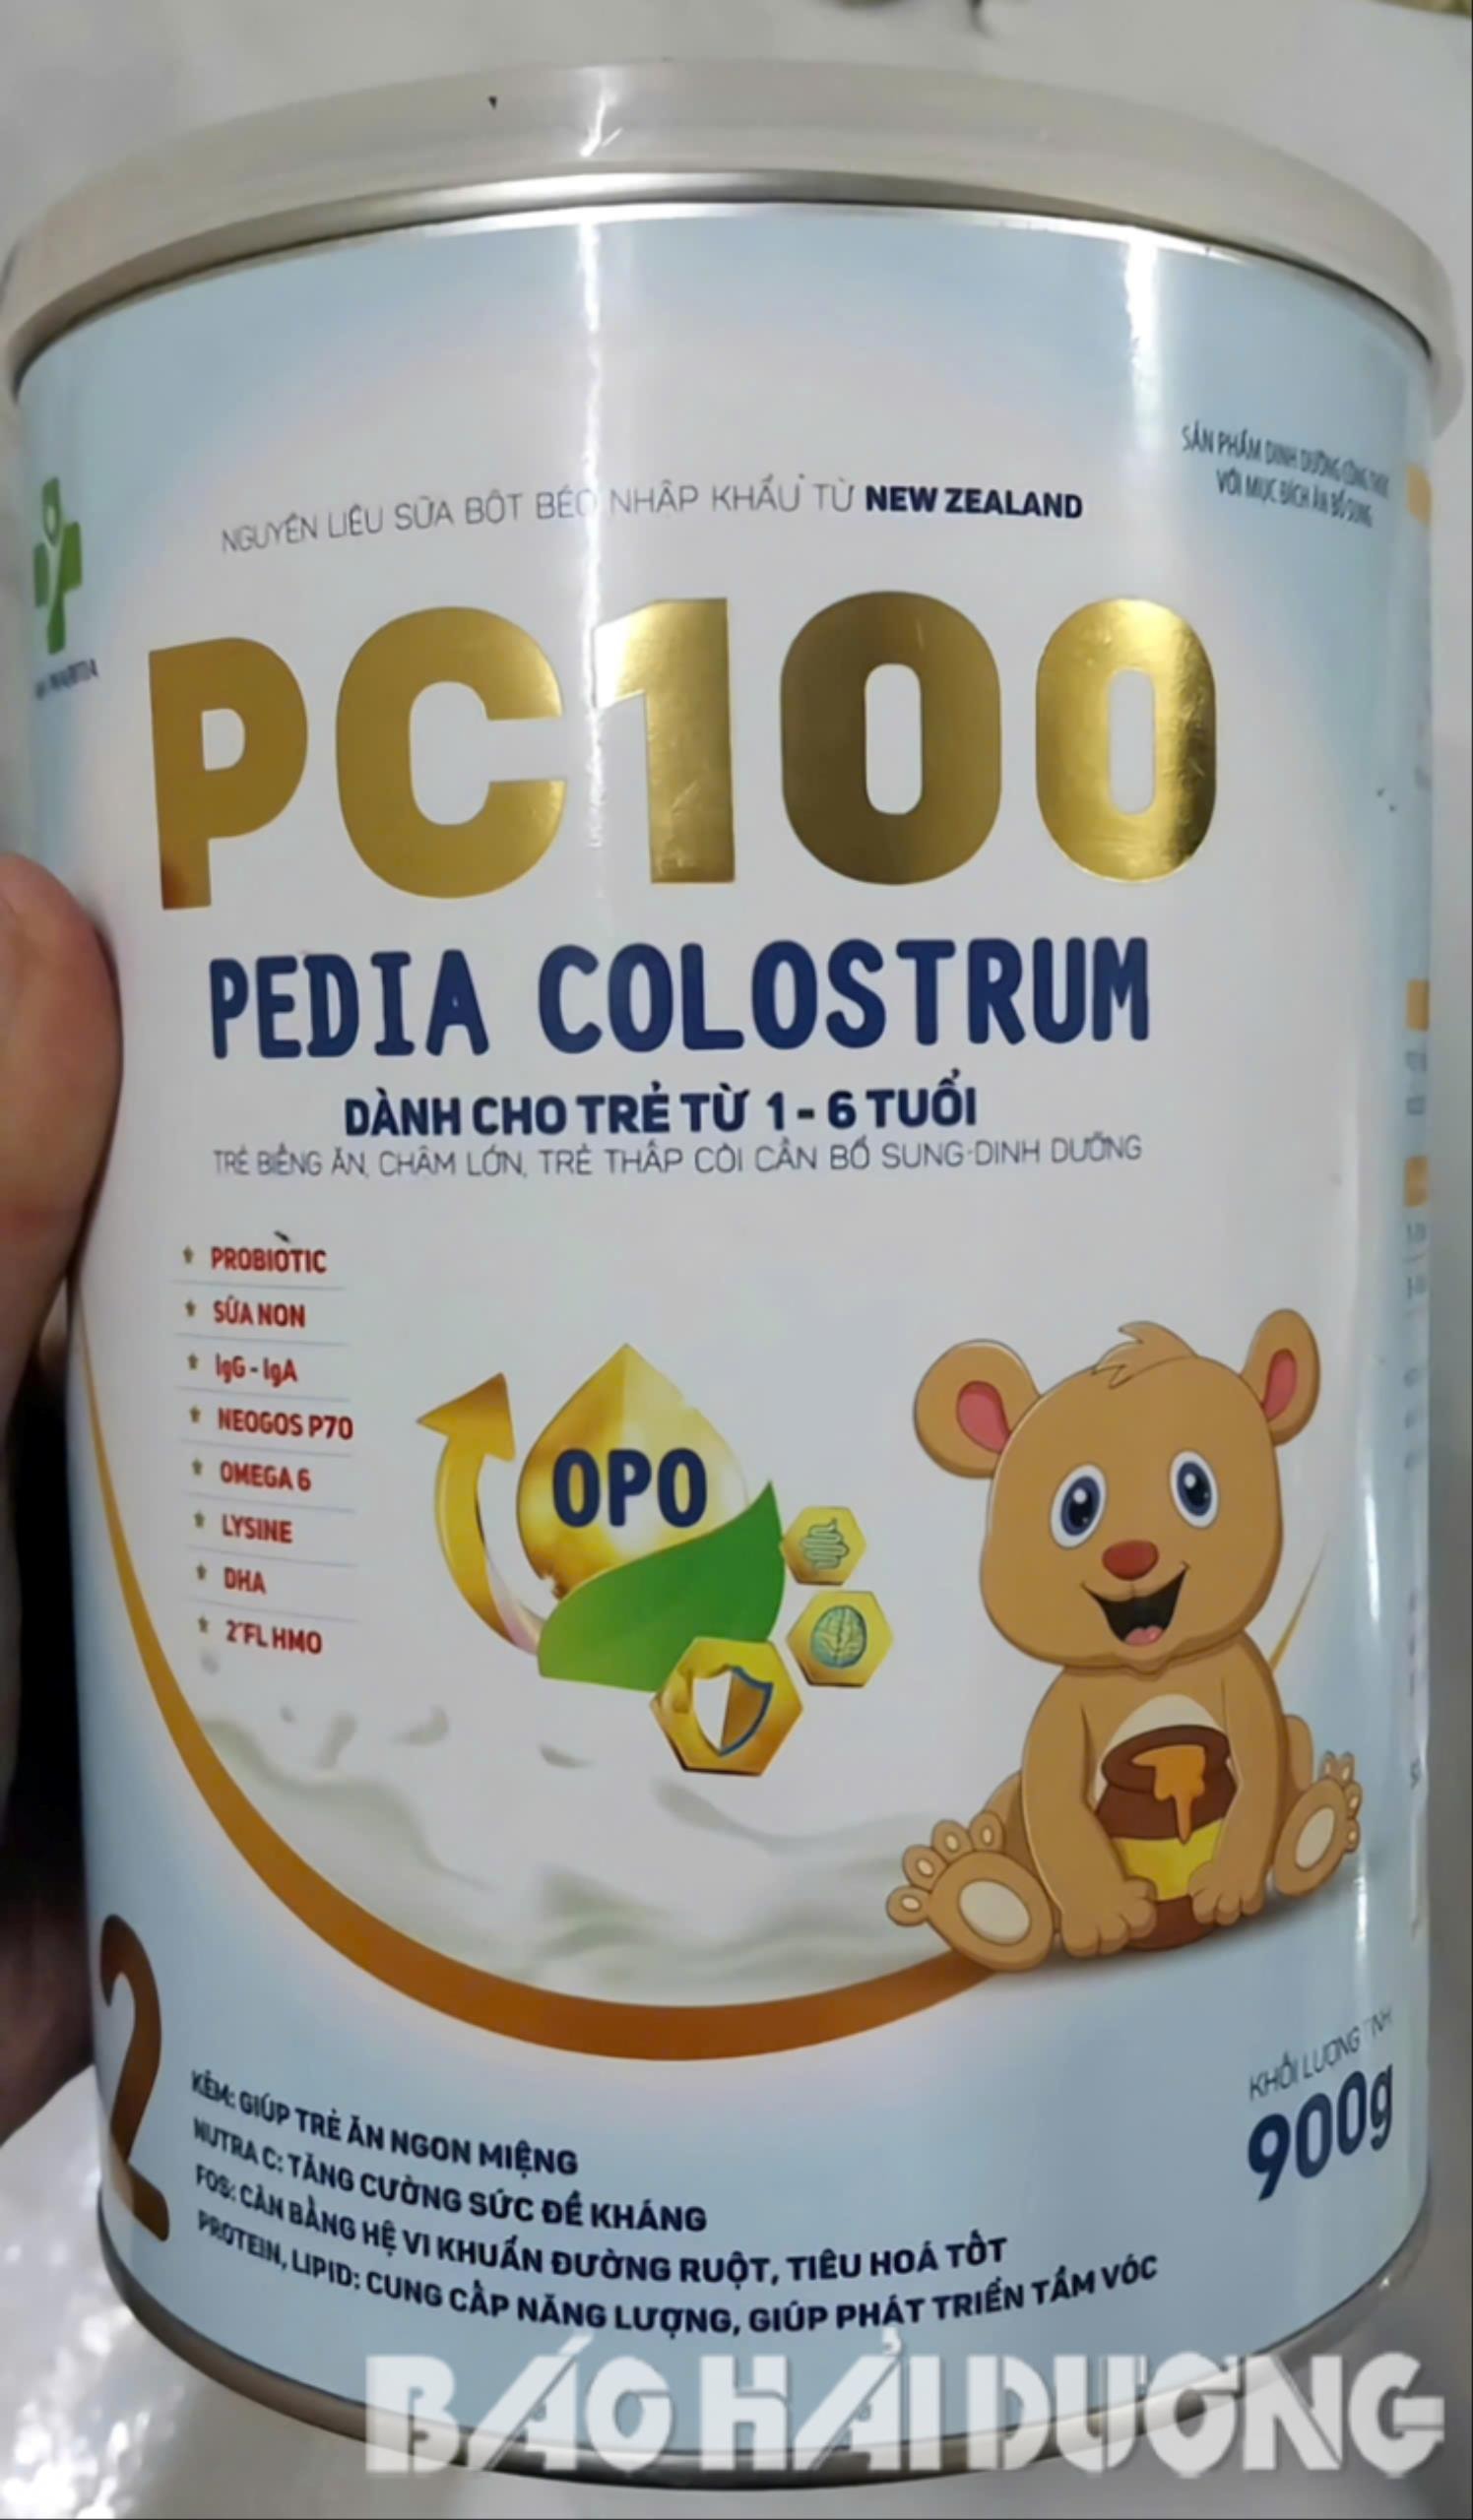 NGUYÊN LIỆU SỮA BỘT BÉO NHẬP KHẨU TỪ NEW ZEALAND
SẢN PHẨM DINH DƯỠNG CÔNG THỨC
VỚI MỤC ĐÍCH ĂN BỔ SUNG
PC100
PEDIA COLOSTRUM
DÀNH CHO TRẺ TỪ 1 - 6 TUỔI
TRẺ BIẾNG ĂN, CHẬM LỚN, TRẺ THẤP CÒI CẦN BỔ SUNG DINH DƯỠNG
PROBIOTIC
SỮA NON
IgG - IgA
NEOGOS P70
OMEGA 6
LYSINE
DHA
2'FL HMO
OPO
2
KẼM: GIÚP TRẺ ĂN NGON MIỆNG
NUTRA C: TĂNG CƯỜNG SỨC ĐỀ KHÁNG
FOS: CÂN BẰNG HỆ VI KHUẨN ĐƯỜNG RUỘT, TIÊU HOÁ TỐT
PROTEIN, LIPID: CUNG CẤP NĂNG LƯỢNG, GIÚP PHÁT TRIỂN TẦM VÓC
KHỐI LƯỢNG TỊNH
900g
BÁO HẢI DƯƠNG